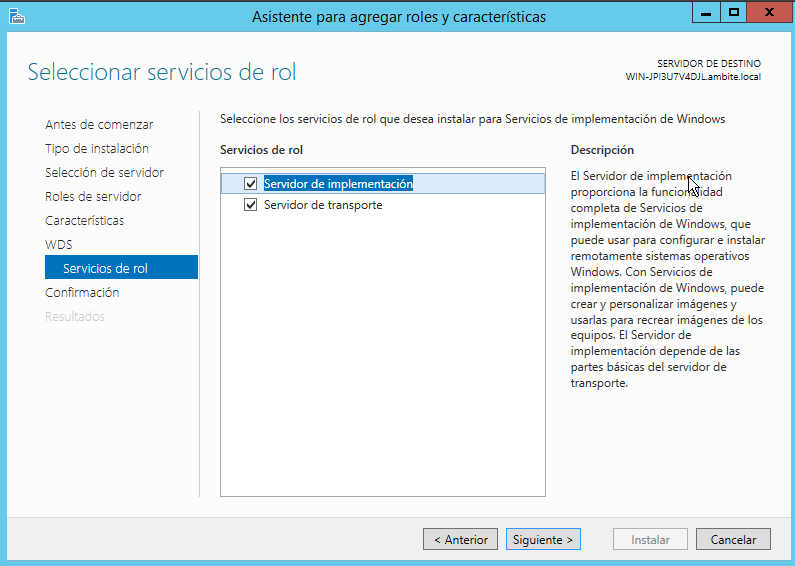 Asistente para agregar roles y características
Seleccionar servicios de rol
SERVIDOR DE DESTINO
WIN-JPI3U7V4DJL.ambite.local
Antes de comenzar
Tipo de instalación
Selección de servidor
Roles de servidor
Características
WDS
Servicios de rol
Confirmación
Resultados
Seleccione los servicios de rol que desea instalar para Servicios de implementación de Windows
Servicios de rol
Servidor de implementación
Servidor de transporte
Descripción
El Servidor de implementación
proporciona la funcionalidad
completa de Servicios de
implementación de Windows, que
puede usar para configurar e instalar
remotamente sistemas operativos
Windows. Con Servicios de
implementación de Windows, puede
crear y personalizar imágenes y
usarlas para recrear imágenes de los
equipos. El Servidor de
implementación depende de las
partes básicas del servidor de
transporte.
< Anterior
Siguiente >
Instalar
Cancelar